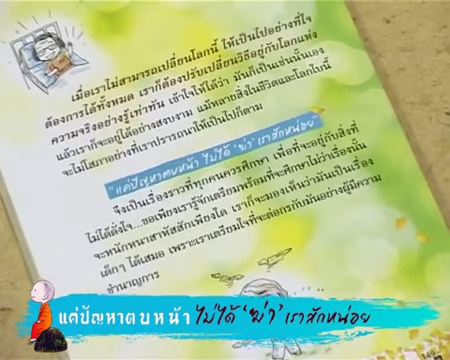 เมื่อเราไม่สามารถเปลี่ยนโลกนี้ ให้เป็นไปอย่างที่ใจ
ต้องการได้ทั้งหมด เราก็ต้องปรับเปลี่ยนวิธีอยู่กับโลกแห่ง
ความจริงอย่างรู้เท่าทัน เข้าใจให้ได้ว่า มันก็เป็นเช่นนั้นเอง
แล้วเราก็จะอยู่ได้อย่างสงบงาม แม้หลายสิ่งในชีวิตและโลกใบนี้
จะไม่โสภาอย่างที่เราปรารถนาให้เป็นไปก็ตาม
"แค่ปัญหาตบหน้า ไม่ได้ 'ฆ่า' เราสักหน่อย"
จึงเป็นเรื่องราวที่ทุกคนควรศึกษา เพื่อที่จะอยู่กับสิ่งที่
ไม่ได้ดั่งใจ...ขอเพียงเรารู้จักเตรียมพร้อมที่จะศึกษาไม่ว่าเรื่องนั้น
จะหนักหนาสาหัสสักเพียงใด เราก็จะมองเห็นว่ามันเป็นเรื่อง
เด็กๆ ได้เสมอ เพราะเราเตรียมใจที่จะต่อกรกับมันอย่างผู้มีความ
ชำนาญการ
แค่ปัญหาตบหน้า ไม่ได้ 'ฆ่า' เราสักหน่อย